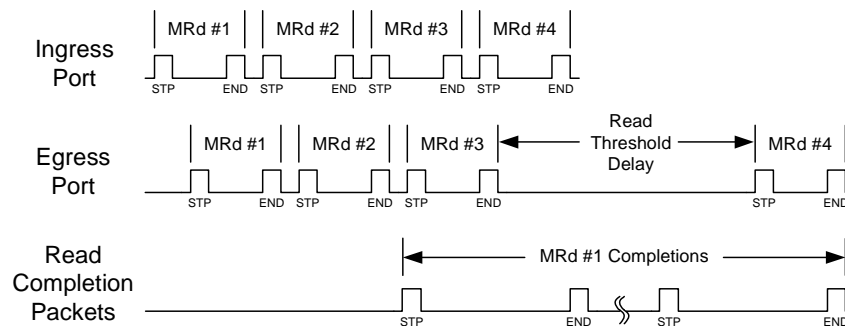 MRd #1 MRd #2 MRd #3 MRd #4
Ingress
Port
STP END STP END STP END STP END
MRd #1 MRd #2 MRd #3 Read
Threshold
Delay MRd #4
Egress
Port
STP END STP END STP END STP END
Read
Completion
Packets
MRd #1 Completions
STP END STP END